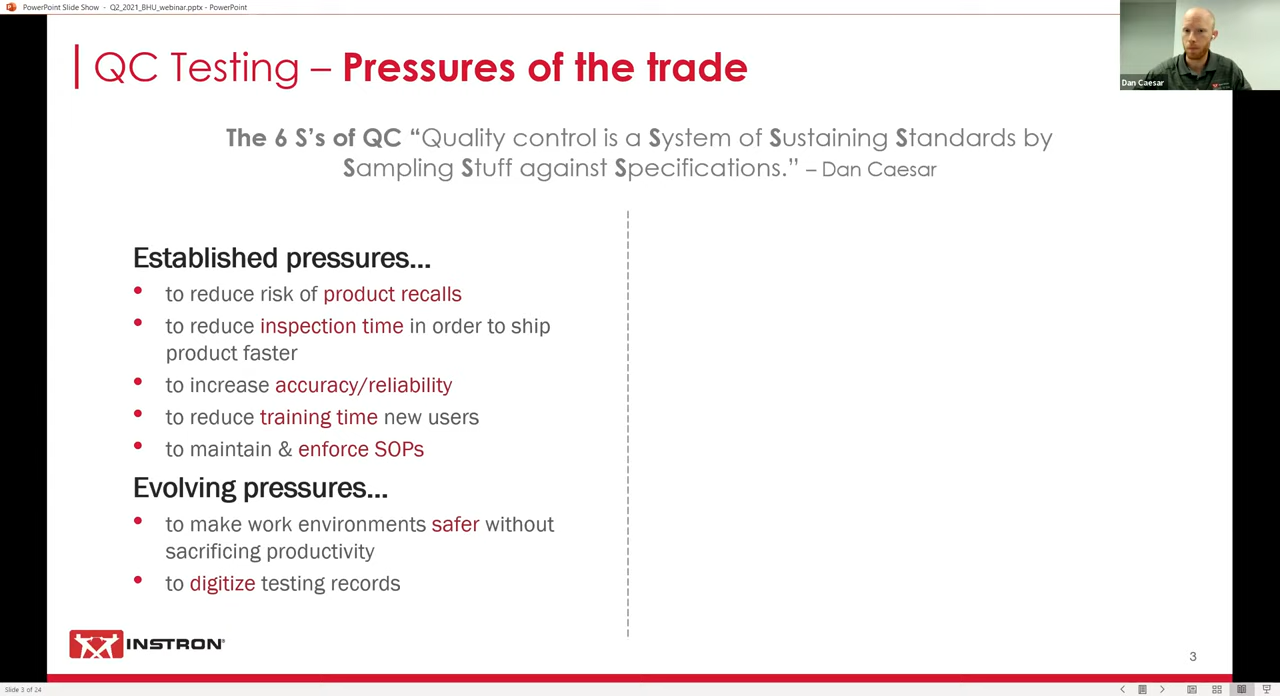 PowerPoint Slide Show - Q2_2021_BHU_webinar.pptx - PowerPoint
QC Testing – Pressures of the trade
Dan Caesar
The 6 S's of QC “Quality control is a System of Sustaining Standards by
Sampling Stuff against Specifications.” – Dan Caesar
Established pressures...
• to reduce risk of product recalls
• to reduce inspection time in order to ship
product faster
• to increase accuracy/reliability
• to reduce training time new users
• to maintain & enforce SOPs
Evolving pressures...
• to make work environments safer without
sacrificing productivity
• to digitize testing records
INSTRON®
3
Slide 3 of 24